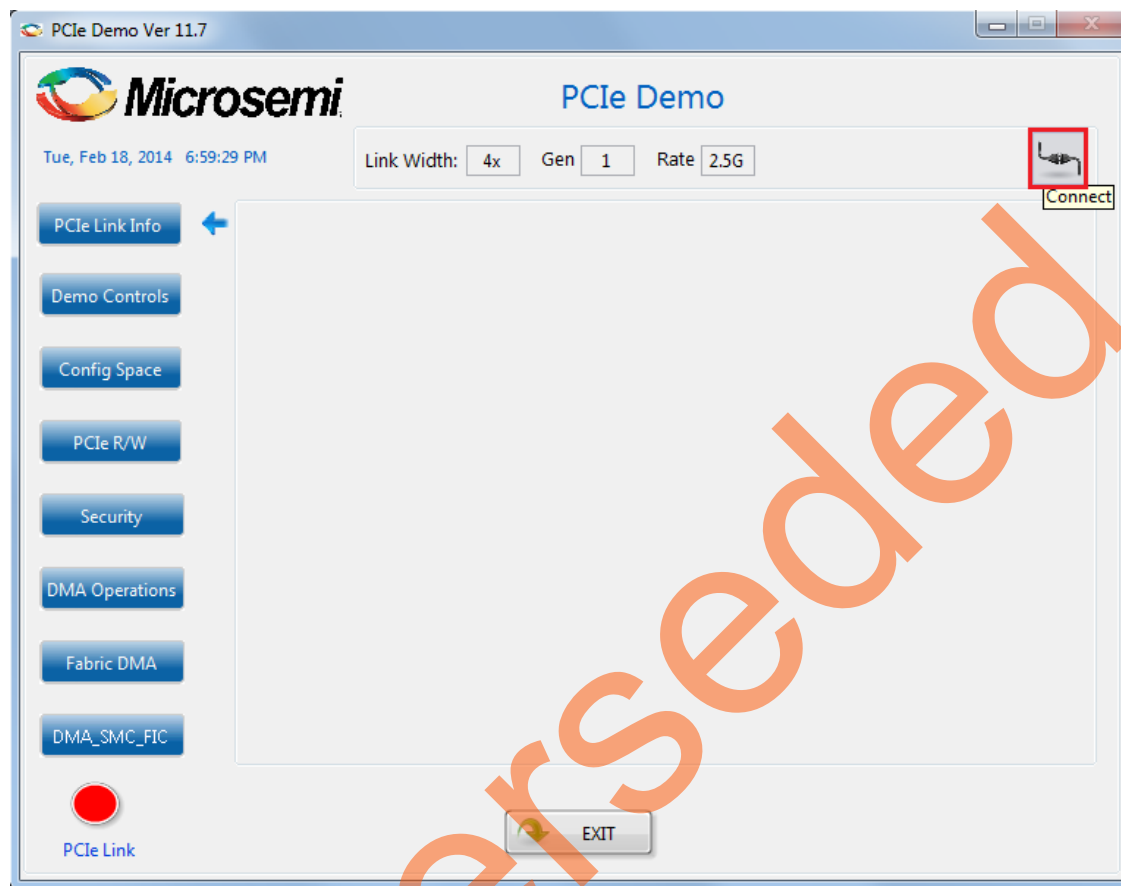 PCIe Demo Ver 11.7
Microsemi
PCIe Demo
Tue, Feb 18, 2014 6:59:29 PM
Link Width: 4x Gen 1 Rate 2.5G
Connect
PCIe Link Info
Demo Controls
Config Space
PCIe R/W
Security
DMA Operations
Fabric DMA
DMA_SMC_FIC
PCIe Link
EXIT
erseded